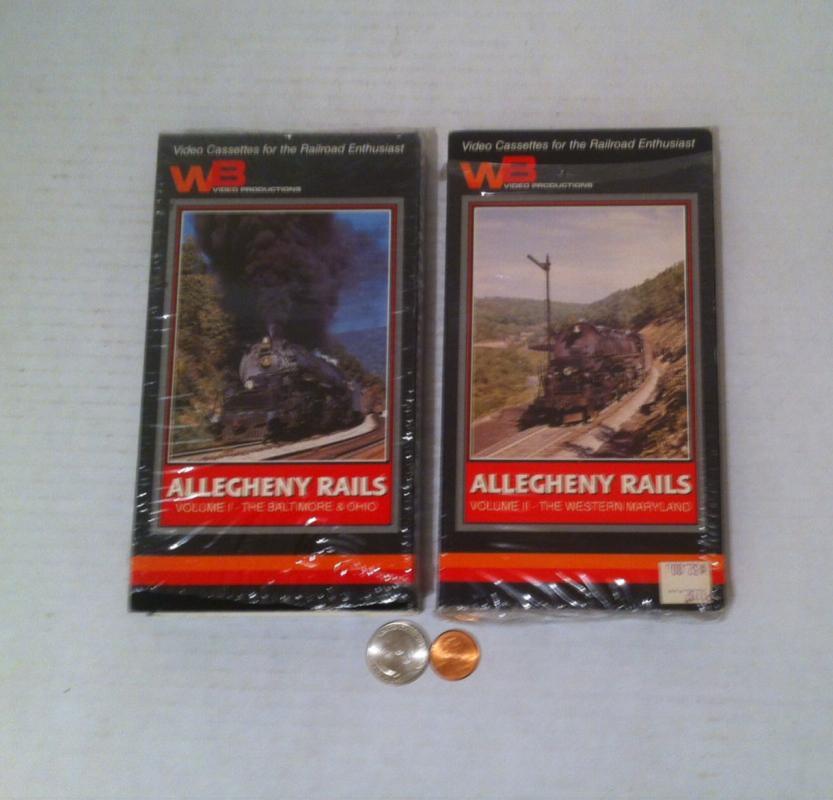 Video Cassettes for the Railroad Enthusiast
WB
VIDEO PRODUCTIONS
ALLEGHENY RAILS
VOLUME I - THE BALTIMORE & OHIO
Video Cassettes for the Railroad Enthusiast
WB
VIDEO PRODUCTIONS
ALLEGHENY RAILS
VOLUME II - THE WESTERN MARYLAND